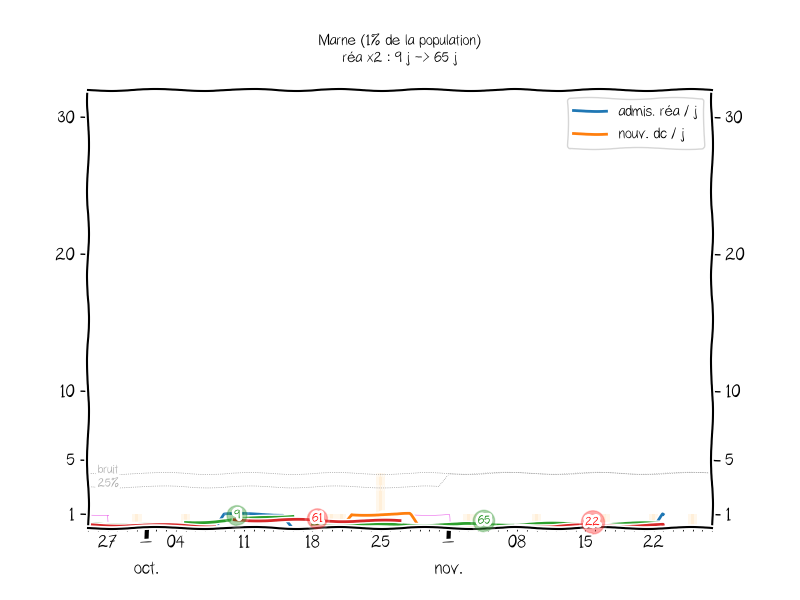 Marne (1% de la population)
réa x2 : 9 j -> 65 j
admis. réa / j
nouv. dc / j
30 30
20 20
10 10
5 5
1 1
bruit
25%
9 61 65 22
27 04 11 18 25 08 15 22
oct. nov.